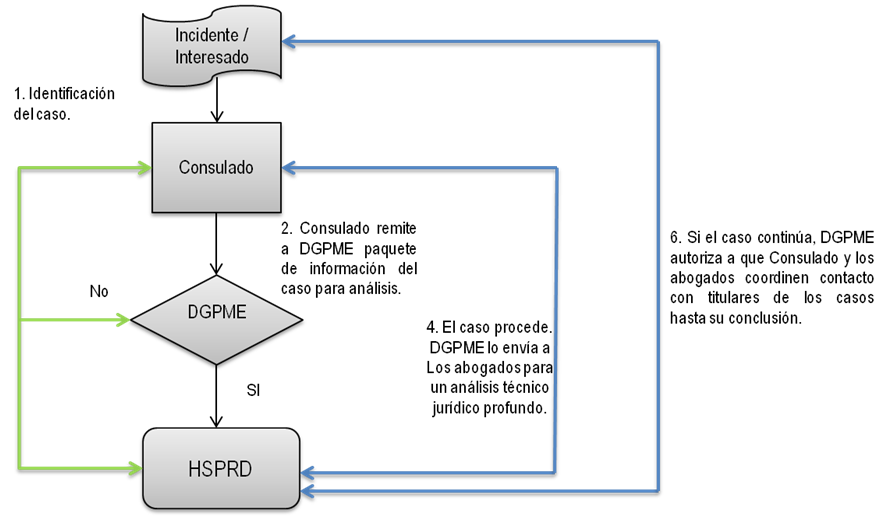 Incidente /
Interesado
1. Identificación
del caso.
Consulado
2. Consulado remite
a DGPME paquete
de información del
caso para análisis.
No
DGPME
SI
4. El caso procede.
DGPME lo envía a
Los abogados para
un análisis técnico
jurídico profundo.
6. Si el caso continúa, DGPME
autoriza a que Consulado y los
abogados coordinen contacto
con titulares de los casos
hasta su conclusión.
HSPRD